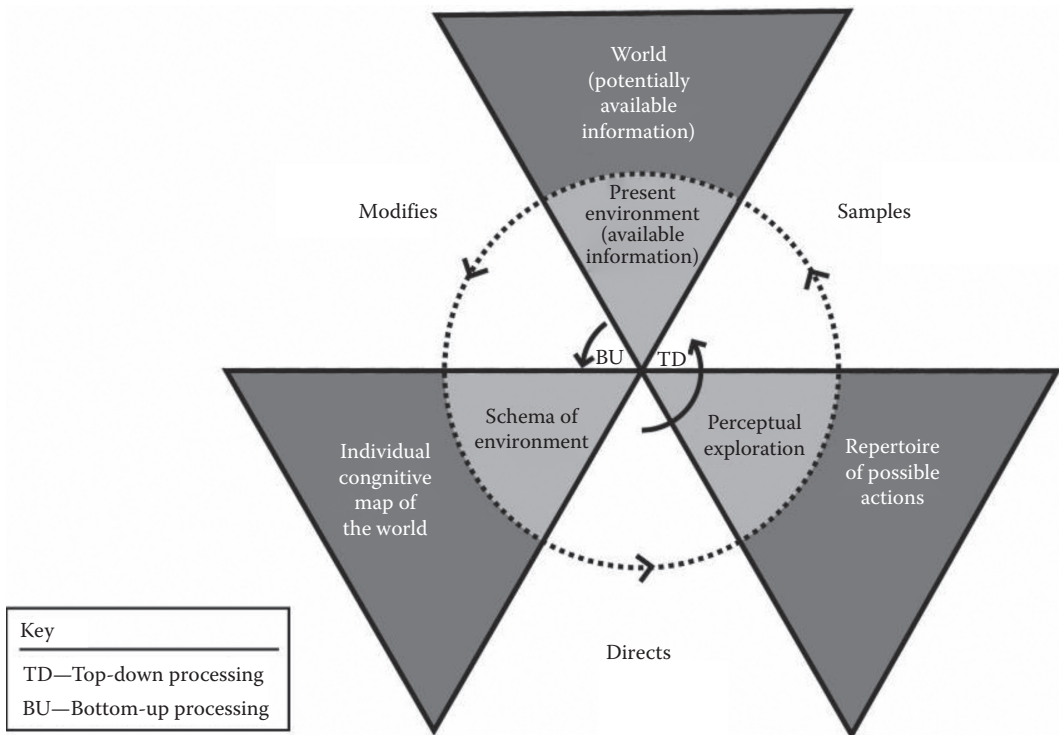 World
(potentially
available
information)
Present
environment
(available
information)
Modifies
Samples
BU
TD
Schema of
environment
Perceptual
exploration
Individual
congnitive
map of
the world
Repertoire
of possible
actions
Directs
Key
TD—Top-down processing
BU—Bottom-up processing